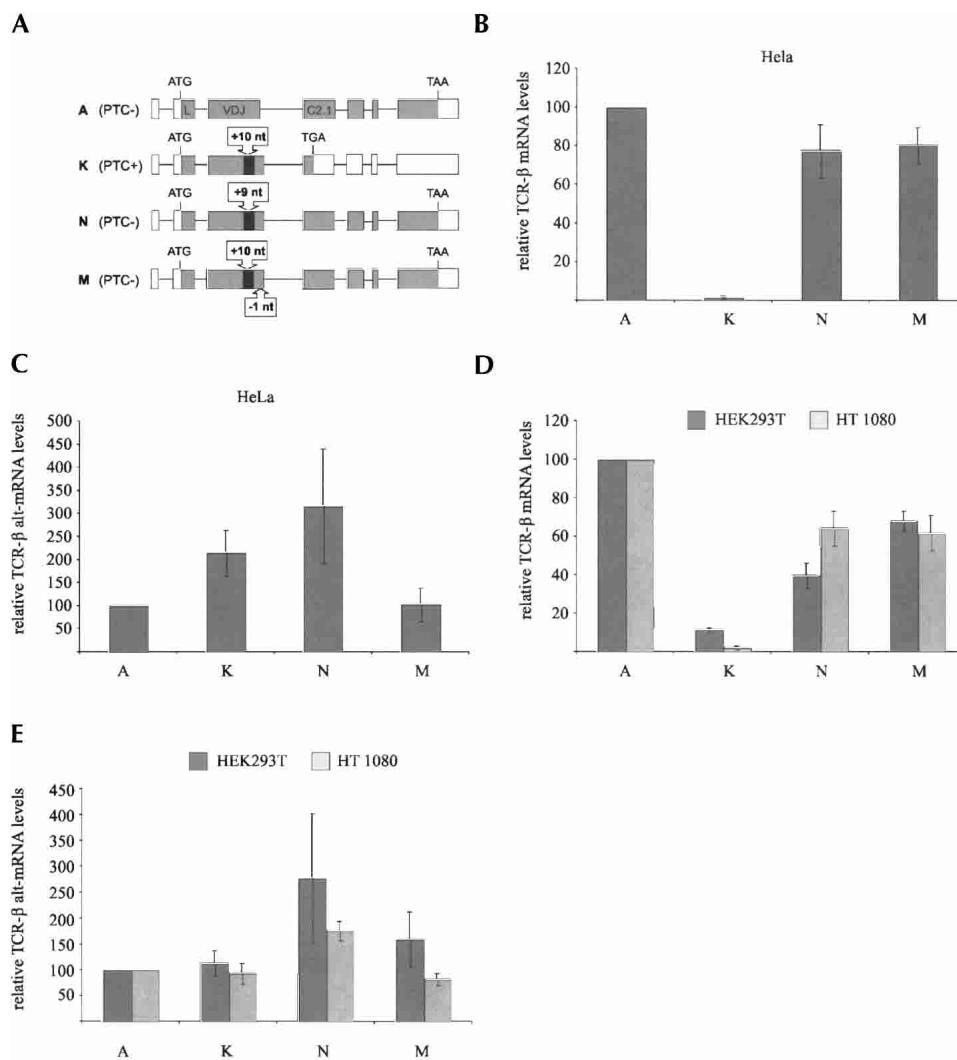 A
ATG
TAA
A (PTC-)
L
VDJ
C2.1
+10 nt
ATG
TGA
K (PTC+)
+9 nt
ATG
TAA
N (PTC-)
+10 nt
ATG
TAA
M (PTC-)
-1 nt
B
Hela
relative TCR-β mRNA levels
120
100
80
60
40
20
A K N M
C
HeLa
relative TCR-β alt-mRNA levels
500
450
400
350
300
250
200
150
100
50
A K N M
D
HEK293T HT 1080
relative TCR-β mRNA levels
120
100
80
60
40
20
A K N M
E
HEK293T HT 1080
relative TCR-β alt-mRNA levels
450
400
350
300
250
200
150
100
50
A K N M